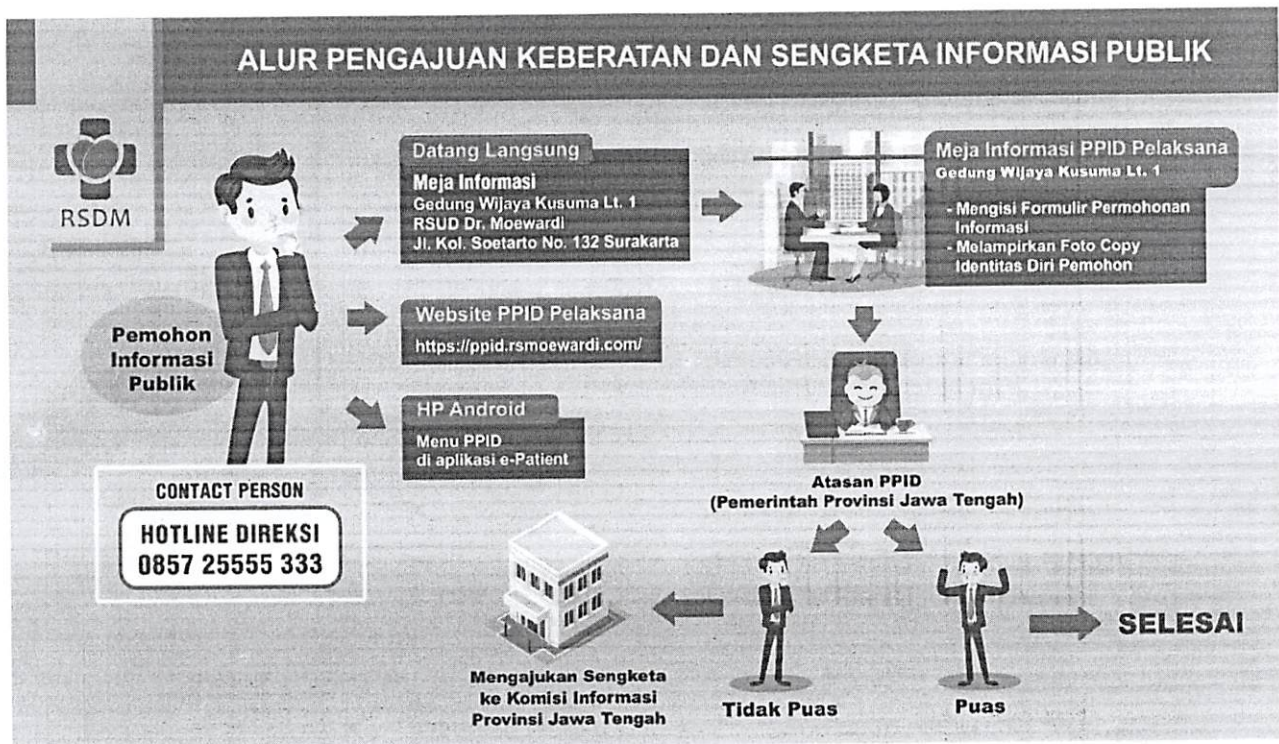 ALUR PENGAJUAN KEBERATAN DAN SENGKETA INFORMASI PUBLIK
RSDM
Pemohon
Informasi
Publik
Datang Langsung
Meja Informasi
Gedung Wijaya Kusuma Lt. 1
RSUD Dr. Moewardi
Jl. Kol. Soetarto No. 132 Surakarta
Website PPID Pelaksana
https://ppid.rsmoewardi.com/
HP Android
Menu PPID
di aplikasi e-Patient
CONTACT PERSON
HOTLINE DIREKSI
0857 25555 333
Meja Informasi PPID Pelaksana
Gedung Wijaya Kusuma Lt. 1
- Mengisi Formulir Permohonan
Informasi
- Melampirkan Foto Copy
Identitas Diri Pemohon
Atasan PPID
(Pemerintah Provinsi Jawa Tengah)
Tidak Puas
Puas
SELESAI
Mengajukan Sengketa
ke Komisi Informasi
Provinsi Jawa Tengah